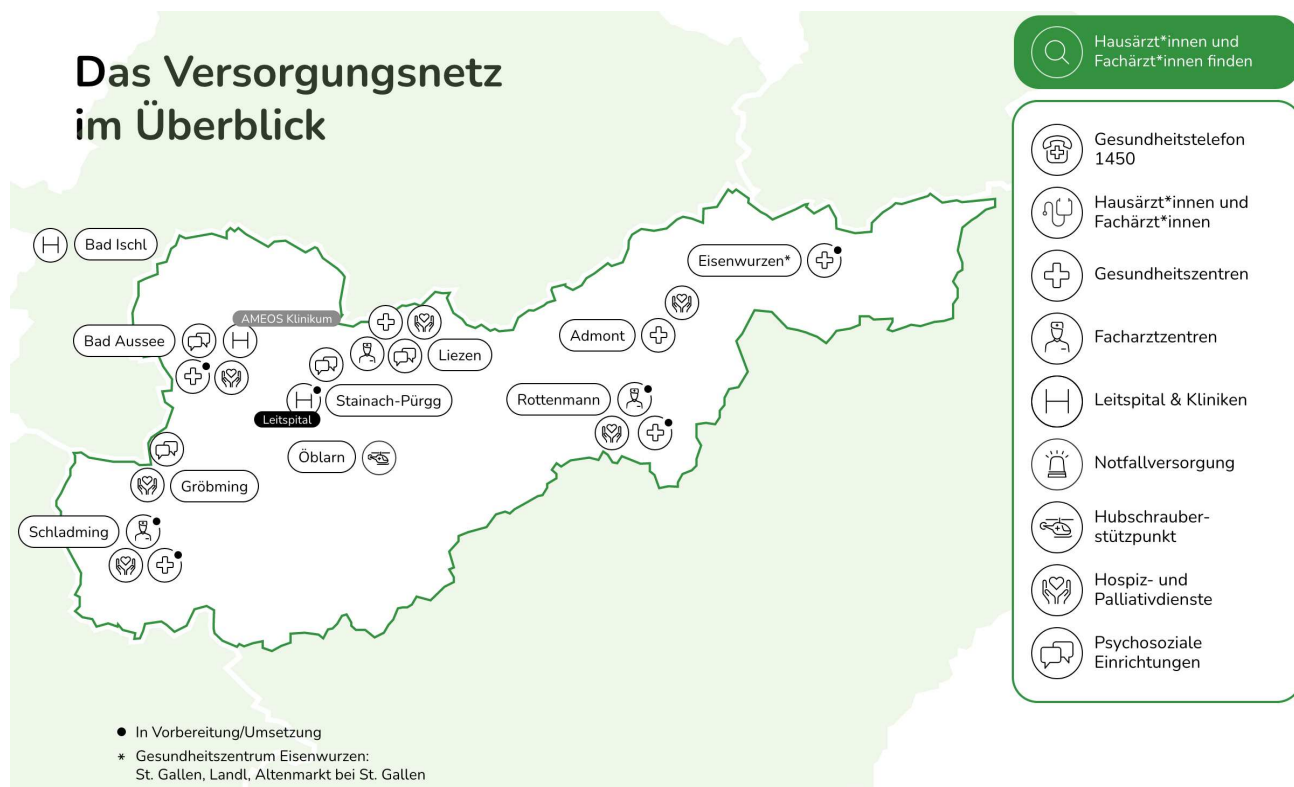 Das Versorgungsnetz
im Überblick
Hausärzt*innen und
Fachärzt*innen finden
Gesundheitstelefon
1450
Hausärzt*innen und
Fachärzt*innen
Gesundheitszentren
Facharztzentren
Leitspital & Kliniken
Notfallversorgung
Hubschrauber-
stützpunkt
Hospiz- und
Palliativdienste
Psychosoziale
Einrichtungen
Bad Ischl
Eisenwurzen*
AMEOS Klinikum
Bad Aussee
Liezen
Admont
Leitspital
Stainach-Pürgg
Rottenmann
Öblarn
Gröbming
Schladming
In Vorbereitung/Umsetzung
* Gesundheitszentrum Eisenwurzen:
St. Gallen, Landl, Altenmarkt bei St. Gallen